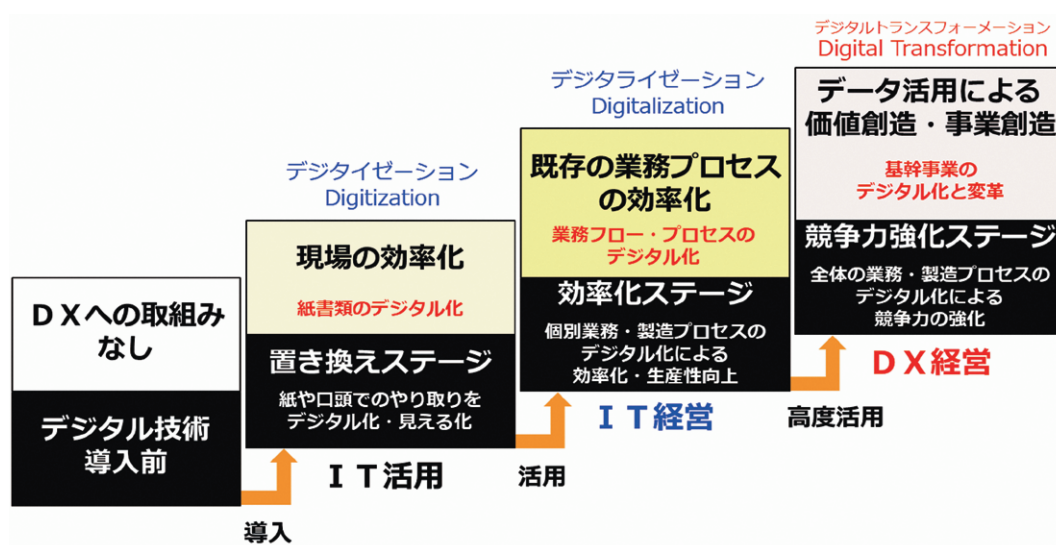 ＤＸへの取組み
なし
デジタル技術
導入前
導入
デジタイゼーション
Digitization
現場の効率化
紙書類のデジタル化
置き換えステージ
紙や口頭でのやり取りを
デジタル化・見える化
ＩＴ活用
活用
デジタライゼーション
Digitalization
既存の業務プロセス
の効率化
業務フロー・プロセスの
デジタル化
効率化ステージ
個別業務・製造プロセスの
デジタル化による
効率化・生産性向上
ＩＴ経営
高度活用
デジタルトランスフォーメーション
Digital Transformation
データ活用による
価値創造・事業創造
基幹事業の
デジタル化と変革
競争力強化ステージ
全体の業務・製造プロセスの
デジタル化による
競争力の強化
ＤＸ経営